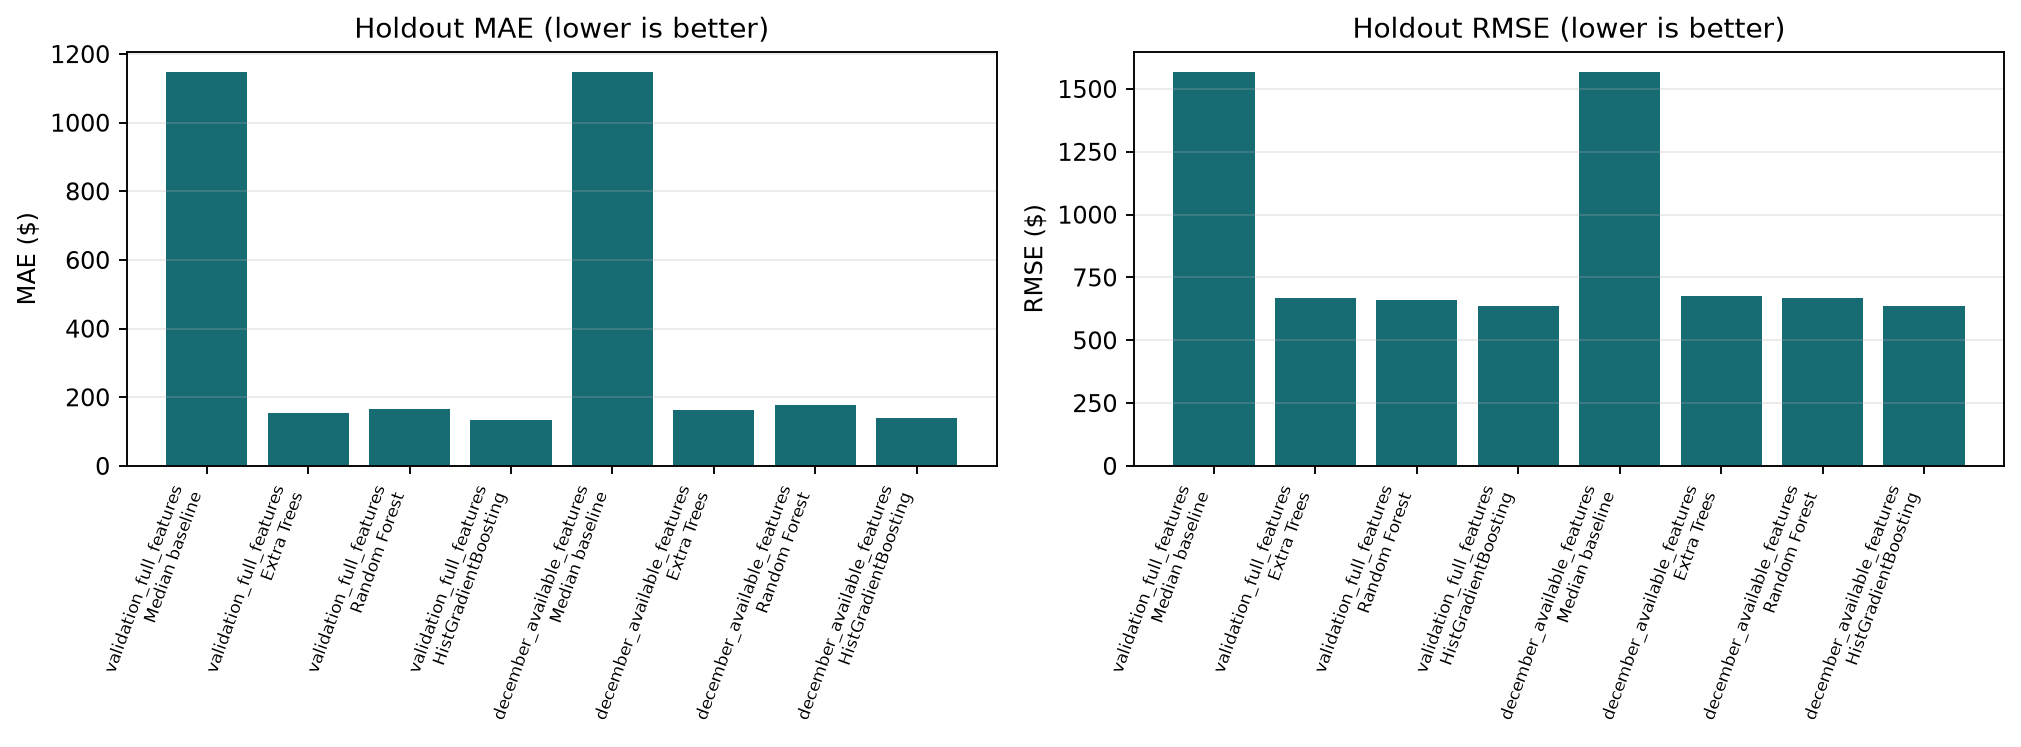 Holdout MAE (lower is better)
MAE ($)
1200
1000
800
600
400
200
0
validation_full_features
Median baseline
validation_full_features
Extra Trees
validation_full_features
Random Forest
validation_full_features
HistGradientBoosting
december_available_features
Median baseline
december_available_features
Extra Trees
december_available_features
Random Forest
december_available_features
HistGradientBoosting
Holdout RMSE (lower is better)
RMSE ($)
1500
1250
1000
750
500
250
0
validation_full_features
Median baseline
validation_full_features
Extra Trees
validation_full_features
Random Forest
validation_full_features
HistGradientBoosting
december_available_features
Median baseline
december_available_features
Extra Trees
december_available_features
Random Forest
december_available_features
HistGradientBoosting